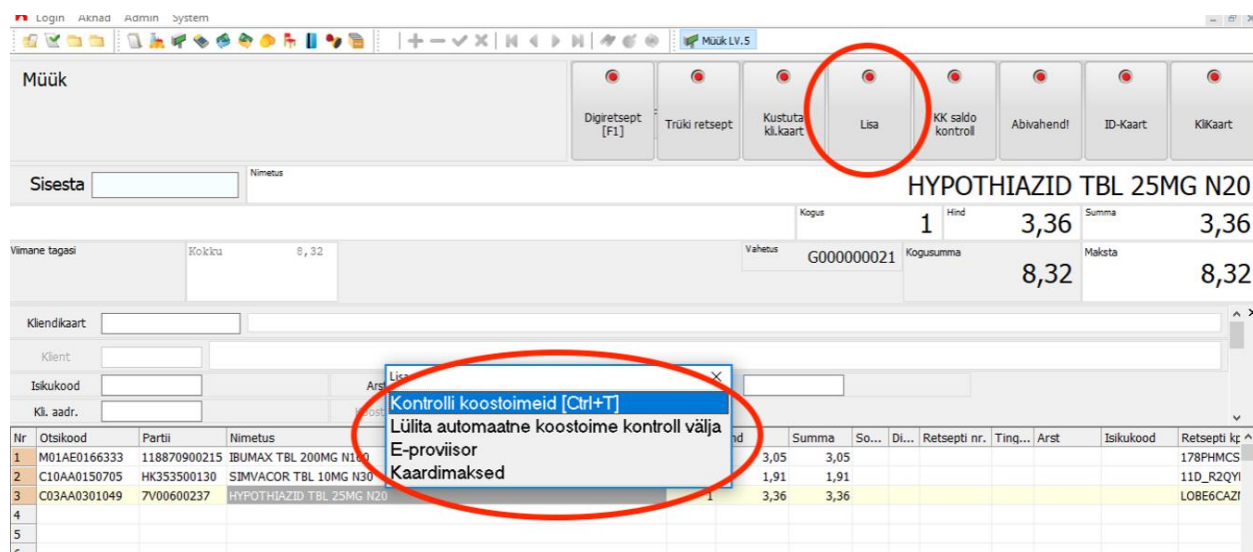 Login Aknad Admin System
Müük LV.5
Müük
Digiretsept [F1]
Trüki retsept
Kustuta kli.kaart
Lisa
KK saldo kontroll
Abivahend!
ID-Kaart
KliKaart
Sisesta
Nimetus
HYPOTHIAZID TBL 25MG N20
Kogus 1 Hind 3,36 Summa 3,36
Viimane tagasi
Kokku 8,32
Vahetus G000000021
Kogusumma 8,32
Maksta 8,32
Kliendikaart
Klient
Isikukood
Kli. aadr.
Kontrolli koostoimeid [Ctrl+T]
Lülita automaatne koostoime kontroll välja
E-proviisor
Kaardimaksed
Nr Otsikood Partii Nimetus Summa So... Di... Retsepti nr. Ting... Arst Isikukood Retsepti kp
1 M01AE0166333 118870900215 IBUMAX TBL 200MG 3,05 3,05 178PHMCS
2 C10AA0150705 HK353500130 SIMVACOR TBL 10MG N30 1,91 1,91
3 C03AA0301049 7V00600237 HYPOTHIAZID TBL 25MG N20 1 3,36 3,36
4
5